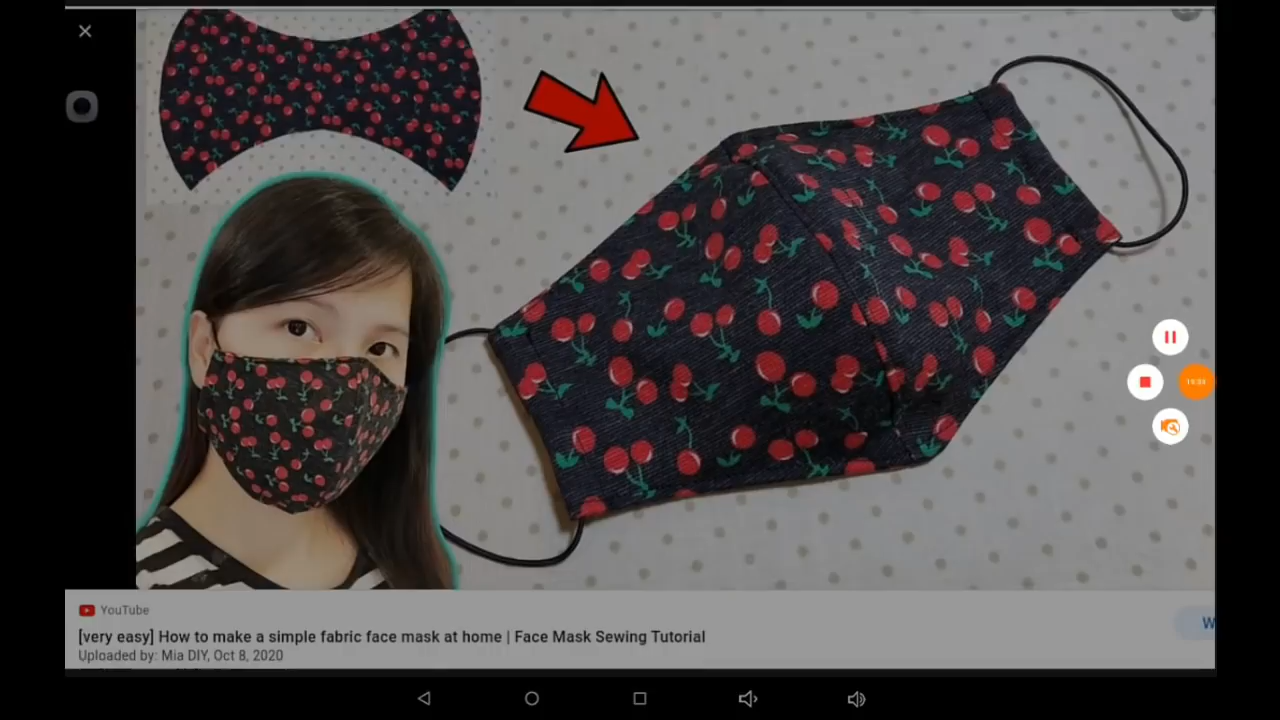 YouTube
[very easy] How to make a simple fabric face mask at home | Face Mask Sewing Tutorial
Uploaded by: Mia DIY, Oct 8, 2020